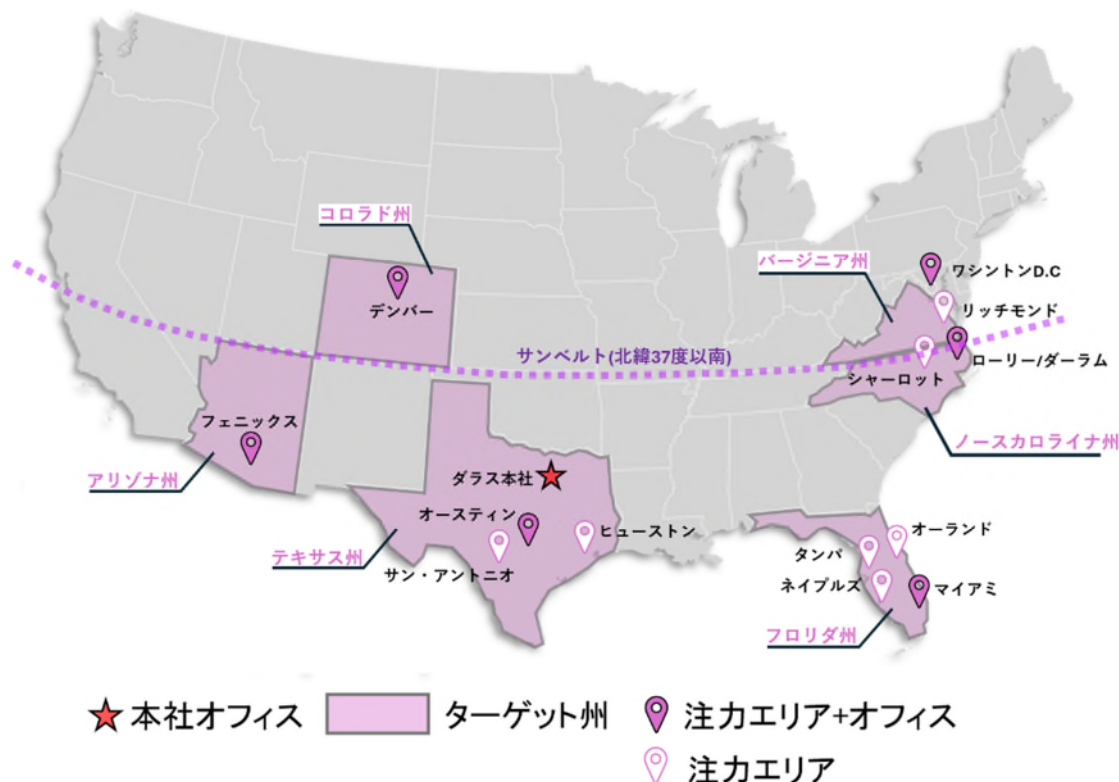 コロラド州
デンバー
バージニア州
ワシントンD.C
リッチモンド
サンベルト(北緯37度以南)
ローリー/ダーラム
シャーロット
フェニックス
ノースカロライナ州
アリゾナ州
ダラス本社
オースティン
ヒューストン
オーランド
テキサス州
サン・アントニオ
タンパ
ネイプルズ
マイアミ
フロリダ州
本社オフィス
ターゲット州
注力エリア+オフィス
注力エリア